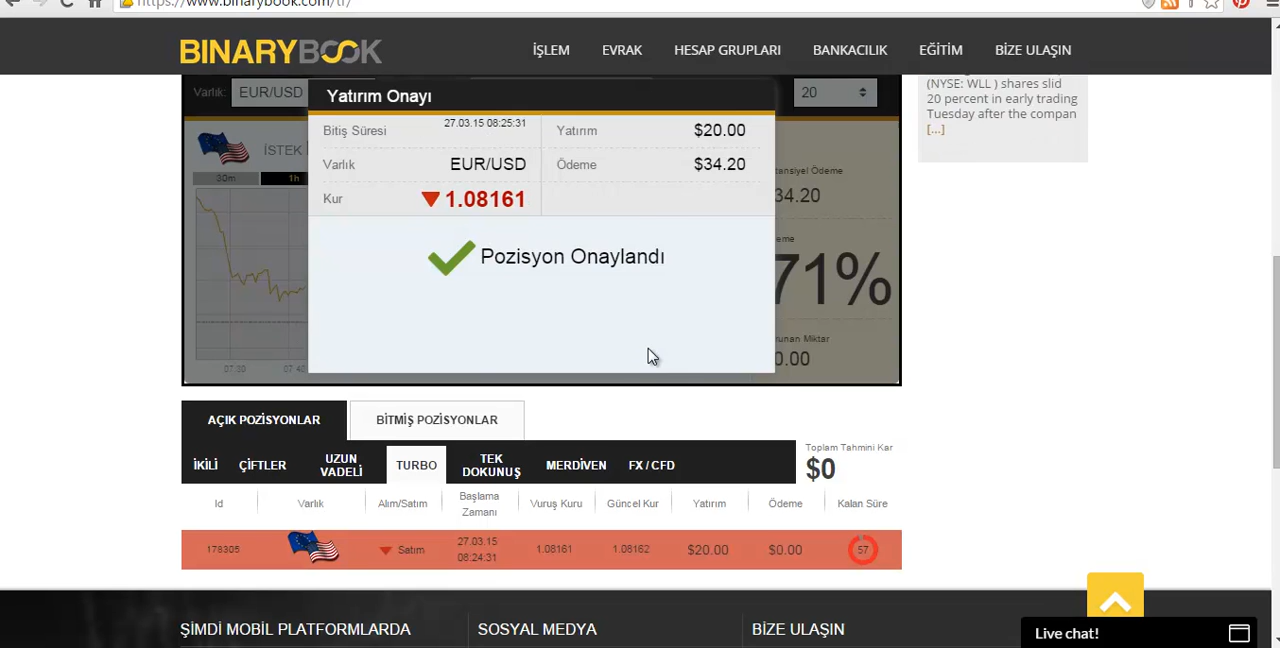 https://www.binarybook.com/tr/
BINARYBOOK
İŞLEM
EVRAK
HESAP GRUPLARI
BANKACILIK
EĞİTİM
BİZE ULAŞIN
Varlık:
EUR/USD
20
İSTEK
30m
1h
07:30
07:40
Yatırım Onayı
Bitiş Süresi
27.03.15 08:25:31
Yatırım
$20.00
Varlık
EUR/USD
Ödeme
$34.20
Kur
1.08161
Pozisyon Onaylandı
34.20
71%
0.00
(NYSE: WLL ) shares slid
20 percent in early trading
Tuesday after the compan
[...]
AÇIK POZİSYONLAR
BİTMİŞ POZİSYONLAR
İKİLİ
ÇİFTLER
UZUN
VADELİ
TURBO
TEK
DOKUNUŞ
MERDİVEN
FX / CFD
Toplam Tahmini Kar
$0
Id
Varlık
Alım/Satım
Başlama
Zamanı
Vuruş Kuru
Güncel Kur
Yatırım
Ödeme
Kalan Süre
178305
Satım
27.03.15
08:24:31
1.08161
1.08162
$20.00
$0.00
57
ŞİMDİ MOBİL PLATFORMLARDA
SOSYAL MEDYA
BİZE ULAŞIN
Live chat!